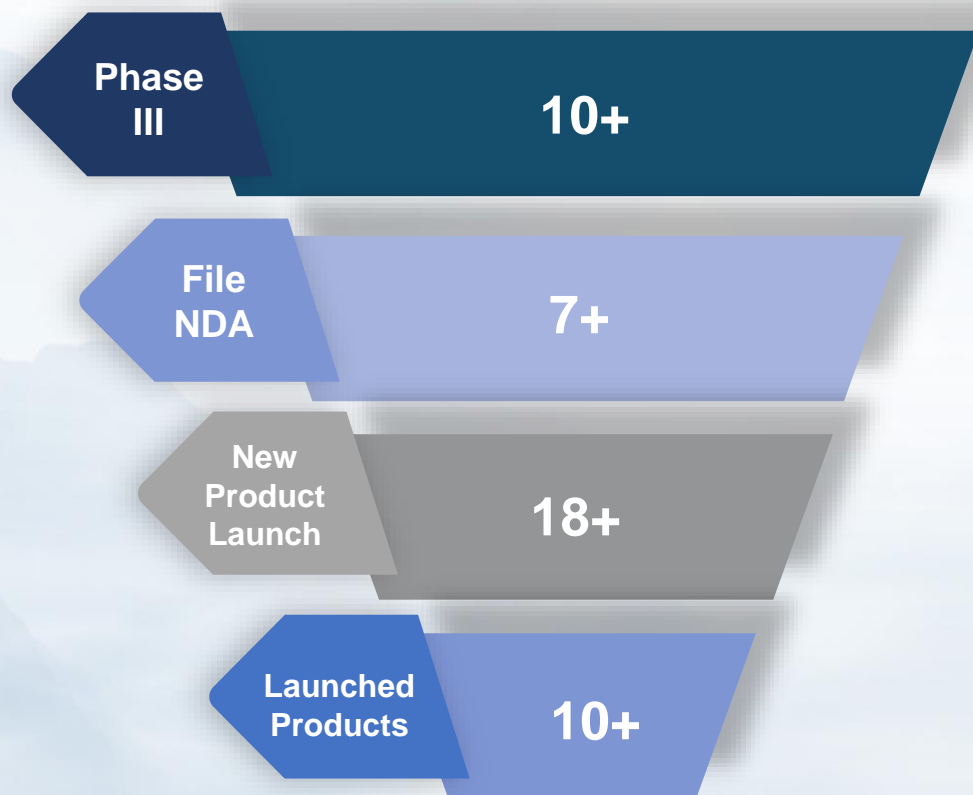 Phase
III
10+
File
NDA
7+
New
Product
Launch
18+
Launched
Products
10+